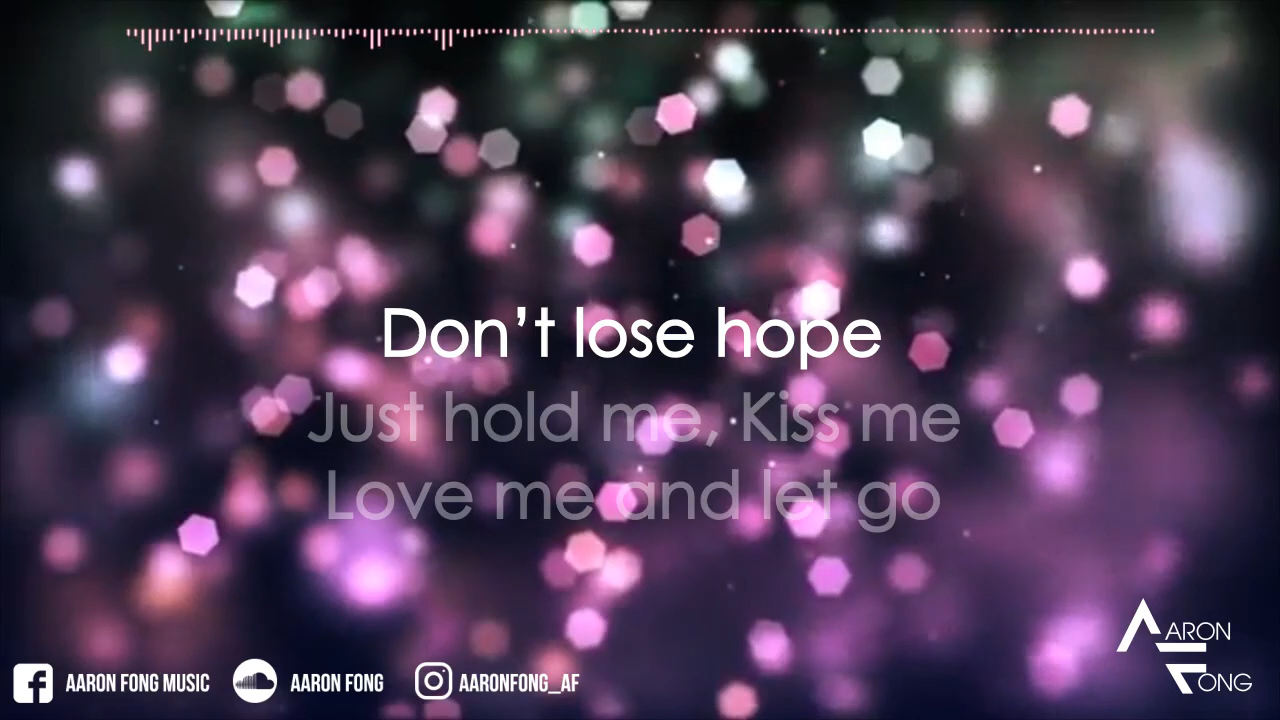 Don't lose hope
Just hold me, Kiss me
Love me and let go
AARON FONG MUSIC
AARON FONG
AARONFONG_AF
AARON
FONG